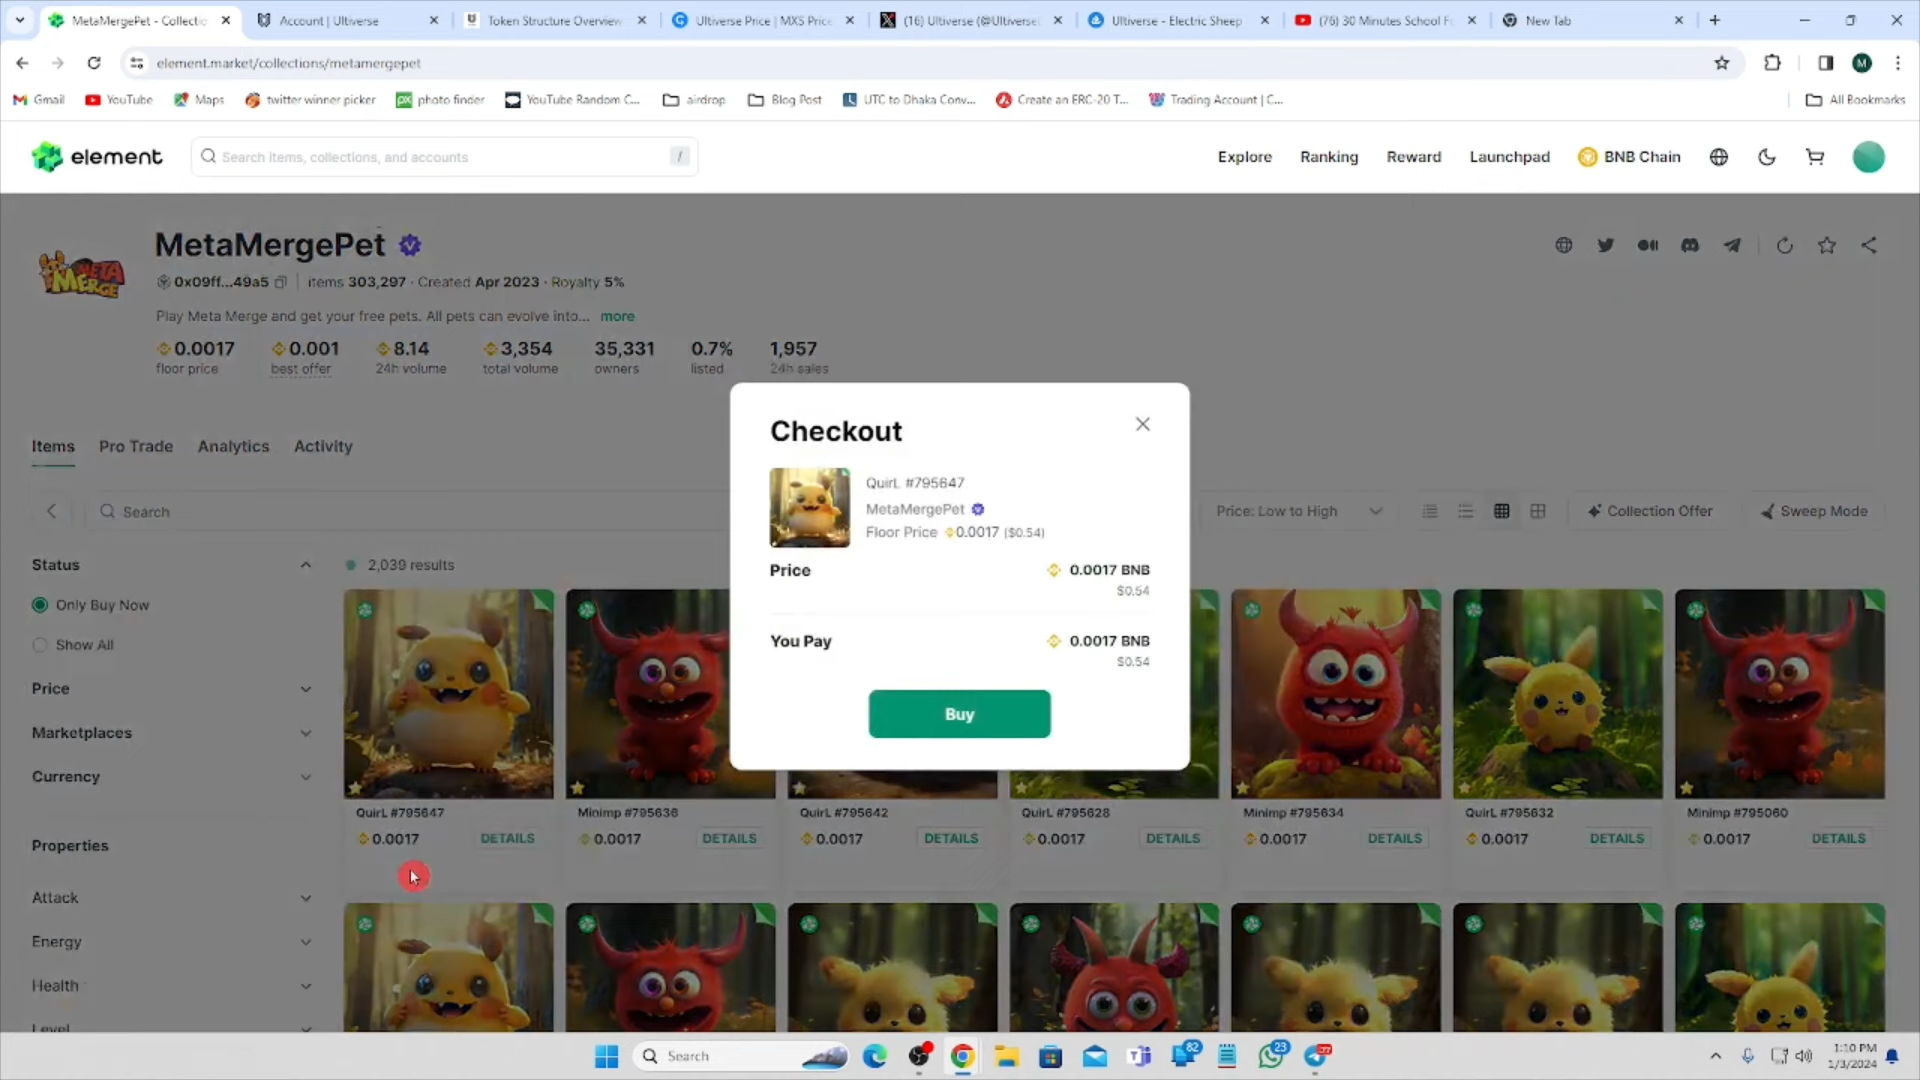 MetaMergePet - Collectio
Account | Ultiverse
Token Structure Overview
Ultiverse Price | MXS Price
(16) Ultiverse (@Ultiverse
Ultiverse - Electric Sheep
(76) 30 Minutes School F
New Tab
element.market/collections/metamergepet
M
Gmail
YouTube
Maps
twitter winner picker
photo finder
YouTube Random C...
airdrop
Blog Post
UTC to Dhaka Conv...
Create an ERC-20 T...
Trading Account | C...
All Bookmarks
element
Search items, collections, and accounts
/
Explore
Ranking
Reward
Launchpad
BNB Chain
META MERGE
MetaMergePet
0x09ff...49a5 | items 303,297 · Created Apr 2023 · Royalty 5%
Play Meta Merge and get your free pets. All pets can evolve into... more
0.0017 0.001 8.14 3,354 35,331 0.7% 1,957
floor price best offer 24h volume total volume owners listed 24h sales
Items Pro Trade Analytics Activity
Search
Price: Low to High
Collection Offer
Sweep Mode
Status
Only Buy Now
Show All
Price
Marketplaces
Currency
Properties
Attack
Energy
Health
Level
2,039 results
Checkout
QuirL #795647
MetaMergePet
Floor Price 0.0017 ($0.54)
Price 0.0017 BNB
$0.54
You Pay 0.0017 BNB
$0.54
Buy
QuirL #795647
0.0017 DETAILS
Minimp #795636
0.0017 DETAILS
QuirL #795642
0.0017 DETAILS
QuirL #795628
0.0017 DETAILS
Minimp #795634
0.0017 DETAILS
QuirL #795632
0.0017 DETAILS
Minimp #795060
0.0017 DETAILS
Search
82
23
1:10 PM
1/3/2024